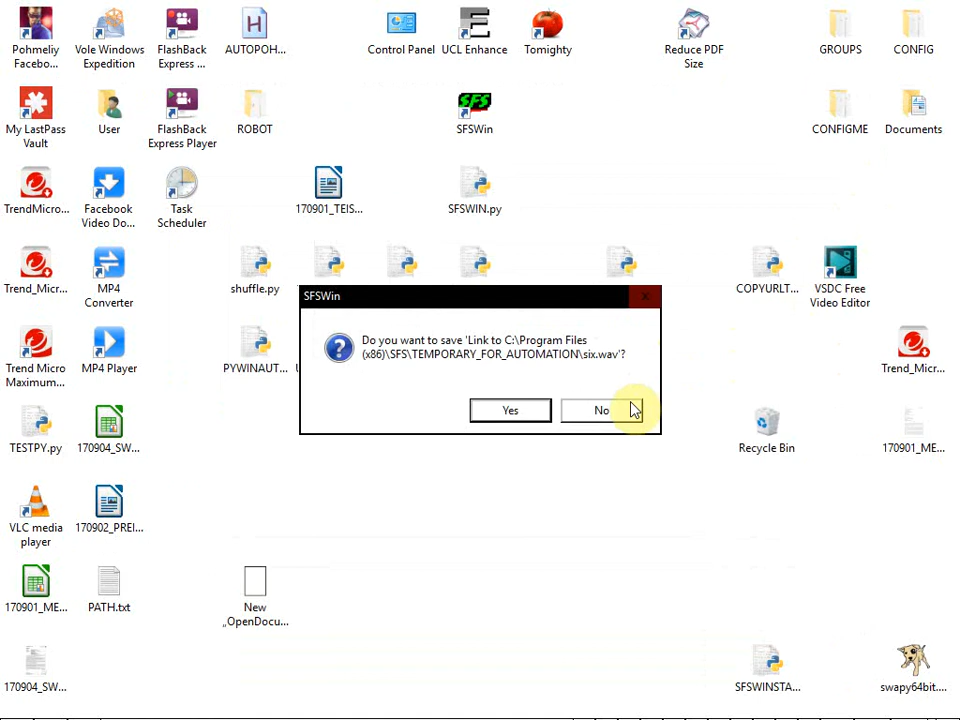 Pohmeliy
Facebo...
Vole Windows
Expedition
FlashBack
Express ...
AUTOPOH...
Control Panel
UCL Enhance
Tomighty
Reduce PDF
Size
GROUPS
CONFIG
My LastPass
Vault
User
FlashBack
Express Player
ROBOT
SFS
SFSWin
CONFIGME
Documents
TrendMicro...
Facebook
Video Do...
Task
Scheduler
170901_TEIS...
SFSWIN.py
Trend_Micr...
MP4
Converter
shuffle.py
COPYURLT...
VSDC Free
Video Editor
SFSWin
Do you want to save 'Link to C:\Program Files
(x86)\SFS\TEMPORARY_FOR_AUTOMATION\six.wav'?
Yes
No
Trend Micro
Maximum...
MP4 Player
PYWINAUT...
Trend_Micr...
TESTPY.py
170904_SW...
Recycle Bin
170901_ME...
VLC media
player
170902_PREI...
170901_ME...
PATH.txt
New
„OpenDocu...
170904_SW...
SFSWINSTA...
swapy64bit....